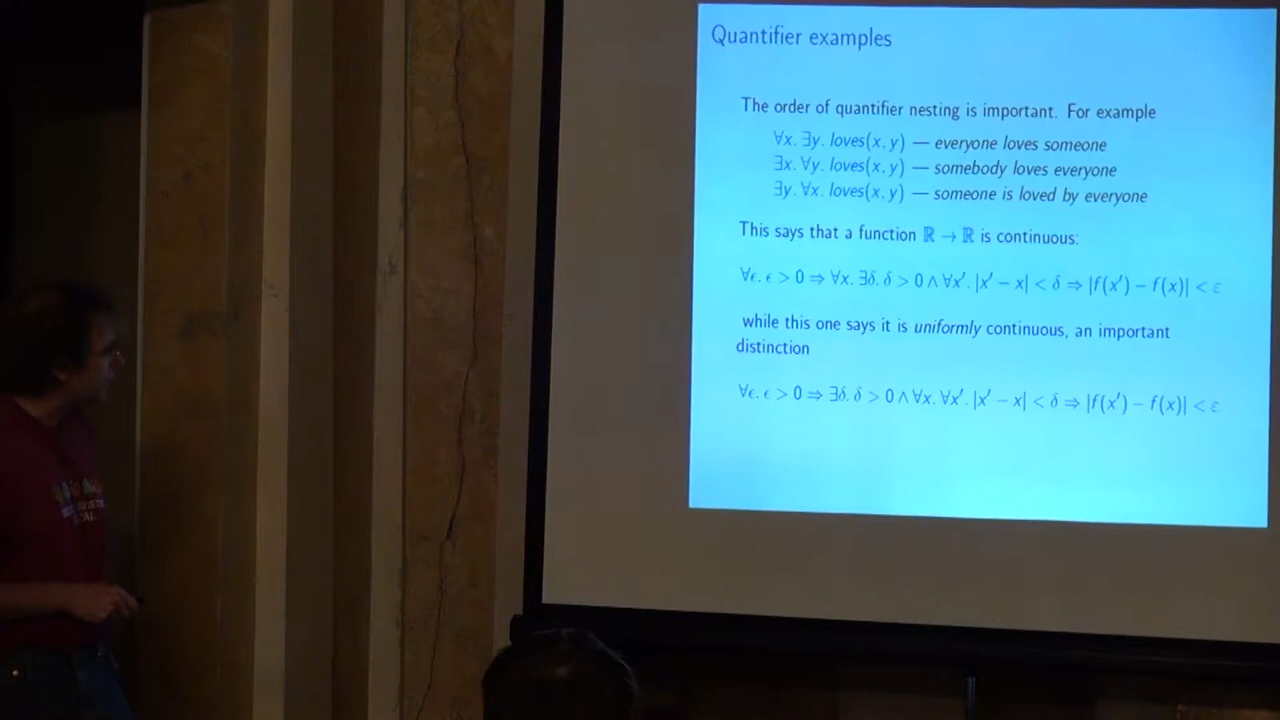 Quantifier examples
The order of quantifier nesting is important. For example
∀x. ∃y. loves(x, y) — everyone loves someone
∃x. ∀y. loves(x, y) — somebody loves everyone
∃y. ∀x. loves(x, y) — someone is loved by everyone
This says that a function ℝ → ℝ is continuous:
∀ϵ. ϵ > 0 ⇒ ∀x. ∃δ. δ > 0 ∧ ∀x′. |x′ − x| < δ ⇒ |f(x′) − f(x)| < ε
while this one says it is uniformly continuous, an important
distinction
∀ϵ. ϵ > 0 ⇒ ∃δ. δ > 0 ∧ ∀x. ∀x′. |x′ − x| < δ ⇒ |f(x′) − f(x)| < ε